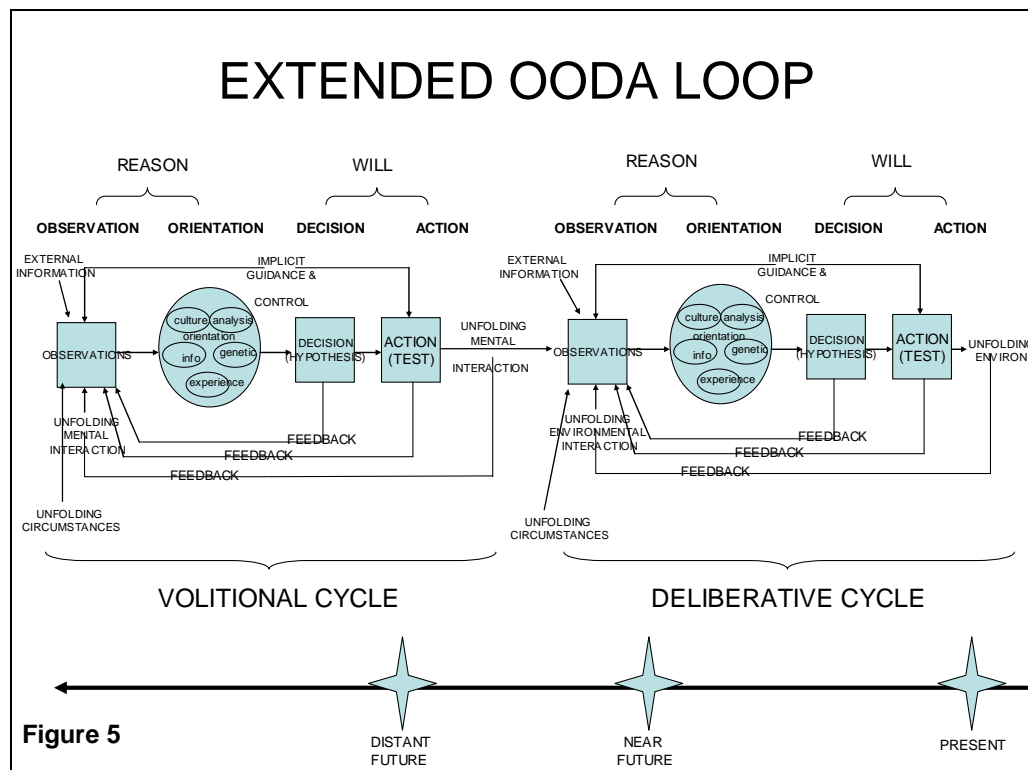 EXTENDED OODA LOOP
REASON
WILL
OBSERVATION
ORIENTATION
DECISION
ACTION
EXTERNAL
INFORMATION
IMPLICIT
GUIDANCE &
CONTROL
OBSERVATIONS
culture
analysis
orientation
info
genetic
experience
DECISION
(HYPOTHESIS)
ACTION
(TEST)
UNFOLDING
MENTAL
INTERACTION
UNFOLDING
MENTAL
INTERACTION
FEEDBACK
FEEDBACK
FEEDBACK
UNFOLDING
CIRCUMSTANCES
VOLITIONAL CYCLE
REASON
WILL
OBSERVATION
ORIENTATION
DECISION
ACTION
EXTERNAL
INFORMATION
IMPLICIT
GUIDANCE &
CONTROL
OBSERVATIONS
culture
analysis
orientation
info
genetic
experience
DECISION
(HYPOTHESIS)
ACTION
(TEST)
UNFOLDING
ENVIRON
UNFOLDING
ENVIRONMENTAL
INTERACTION
FEEDBACK
FEEDBACK
FEEDBACK
UNFOLDING
CIRCUMSTANCES
DELIBERATIVE CYCLE
Figure 5
DISTANT
FUTURE
NEAR
FUTURE
PRESENT